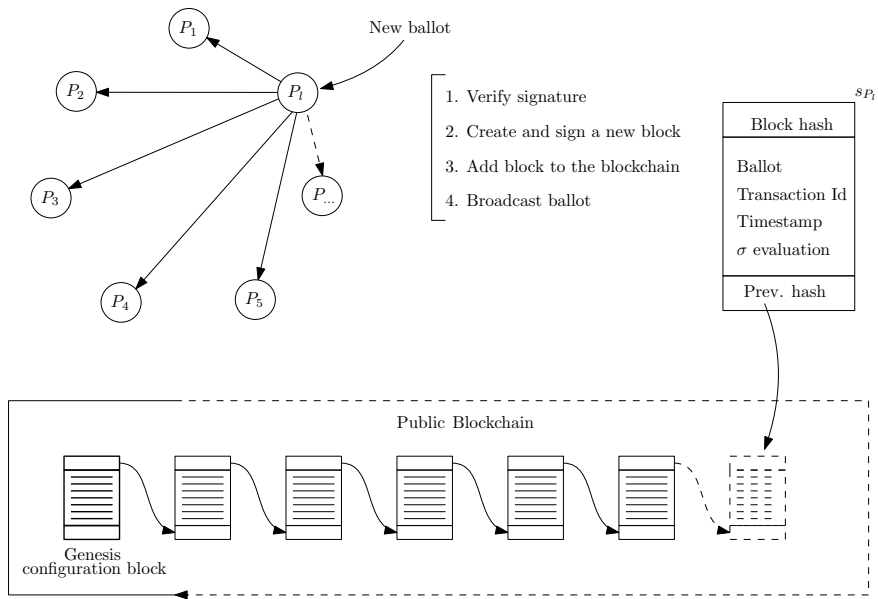 New ballot
P1
P2
Pl
P3
P...
P4
P5
1. Verify signature
2. Create and sign a new block
3. Add block to the blockchain
4. Broadcast ballot
sPl
Block hash
Ballot
Transaction Id
Timestamp
σ evaluation
Prev. hash
Public Blockchain
Genesis
configuration block